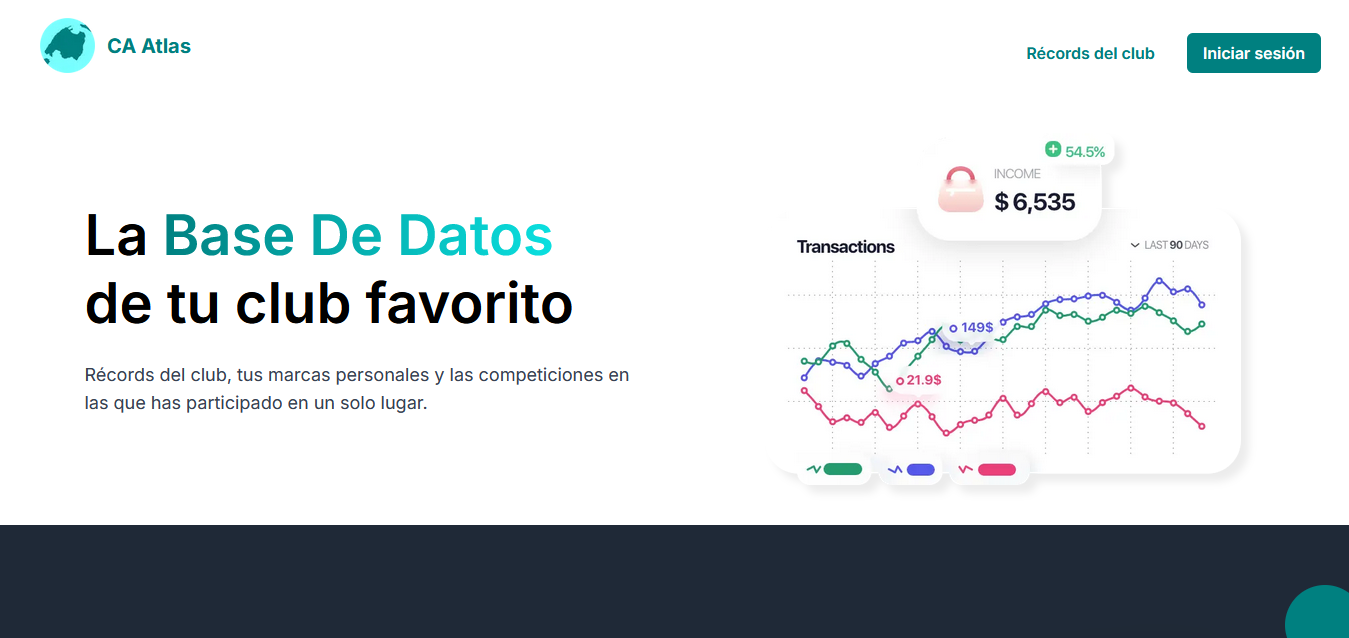 CA Atlas
Récords del club
Iniciar sesión
La Base De Datos
de tu club favorito
Récords del club, tus marcas personales y las competiciones en
las que has participado en un solo lugar.
54.5%
INCOME
$ 6,535
Transactions
LAST 90 DAYS
149$
21.9$